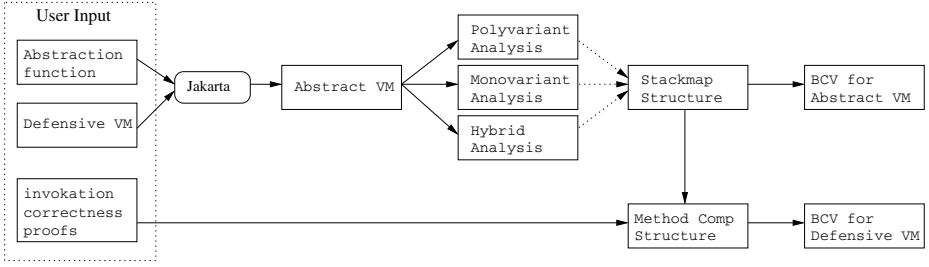 User Input
Abstraction
function
Defensive VM
invokation
correctness
proofs
Jakarta
Abstract VM
Polyvariant
Analysis
Monovariant
Analysis
Hybrid
Analysis
Stackmap
Structure
BCV for
Abstract VM
Method Comp
Structure
BCV for
Defensive VM